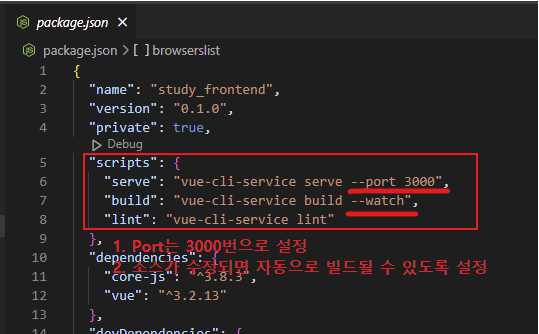 package.json ×
package.json > [ ] browserslist
1 {
2 "name": "study_frontend",
3 "version": "0.1.0",
4 "private": true,
Debug
5 "scripts": {
6 "serve": "vue-cli-service serve --port 3000",
7 "build": "vue-cli-service build --watch",
8 "lint": "vue-cli-service lint"
9 },
1. Port는 3000번으로 설정
10 "dependencies": {
2. 소스가 수정되면 자동으로 빌드될 수 있도록 설정
11 "core-js": "^3.8.3",
12 "vue": "^3.2.13"
13 },
14 "devDependencies": {